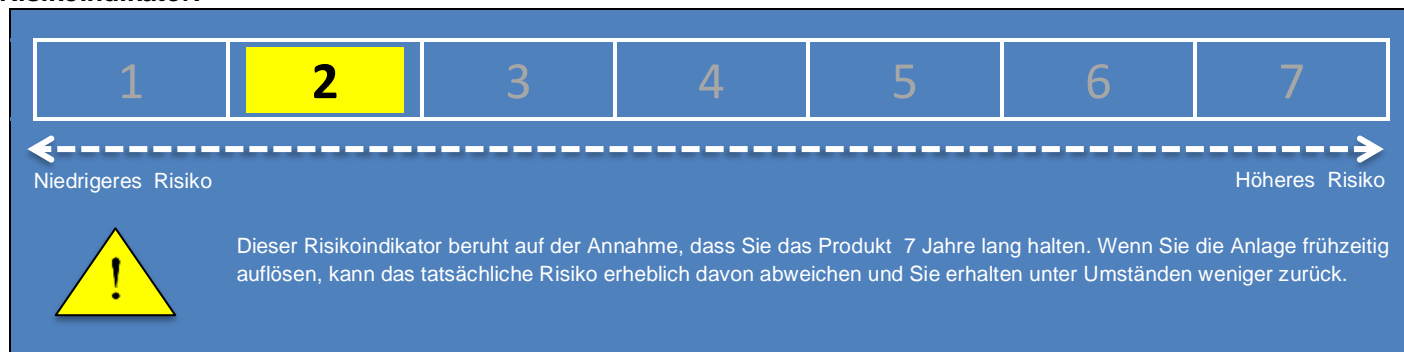 Risikoindikator:
1 2 3 4 5 6 7
Niedrigeres Risiko Höheres Risiko
! Dieser Risikoindikator beruht auf der Annahme, dass Sie das Produkt 7 Jahre lang halten. Wenn Sie die Anlage frühzeitig
auflösen, kann das tatsächliche Risiko erheblich davon abweichen und Sie erhalten unter Umständen weniger zurück.